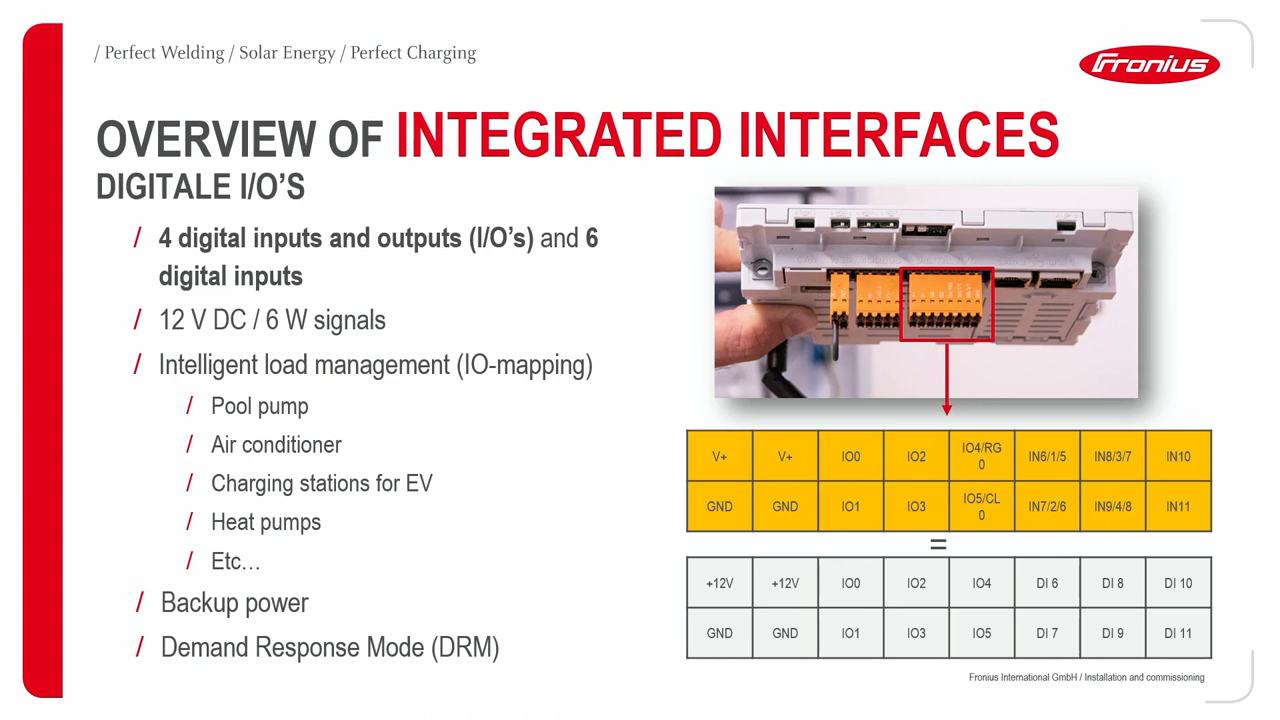 / Perfect Welding / Solar Energy / Perfect Charging
Fronius
OVERVIEW OF INTEGRATED INTERFACES
DIGITALE I/O'S
/ 4 digital inputs and outputs (I/O's) and 6
digital inputs
/ 12 V DC / 6 W signals
/ Intelligent load management (IO-mapping)
/ Pool pump
/ Air conditioner
/ Charging stations for EV
/ Heat pumps
/ Etc…
/ Backup power
/ Demand Response Mode (DRM)
V+ V+ IO0 IO2 IO4/RG 0 IN6/1/5 IN8/3/7 IN10
GND GND IO1 IO3 IO5/CL 0 IN7/2/6 IN9/4/8 IN11
=
+12V +12V IO0 IO2 IO4 DI 6 DI 8 DI 10
GND GND IO1 IO3 IO5 DI 7 DI 9 DI 11
Fronius International GmbH / Installation and commissioning